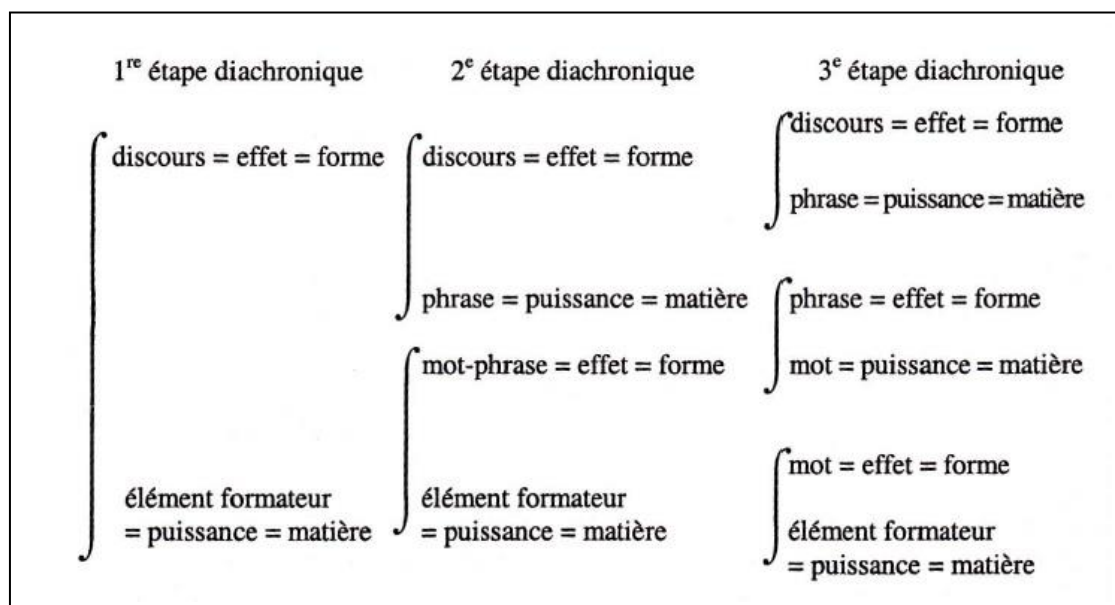 1re étape diachronique
discours = effet = forme
élément formateur
= puissance = matière
2e étape diachronique
discours = effet = forme
phrase = puissance = matière
mot-phrase = effet = forme
élément formateur
= puissance = matière
3e étape diachronique
discours = effet = forme
phrase = puissance = matière
phrase = effet = forme
mot = puissance = matière
mot = effet = forme
élément formateur
= puissance = matière